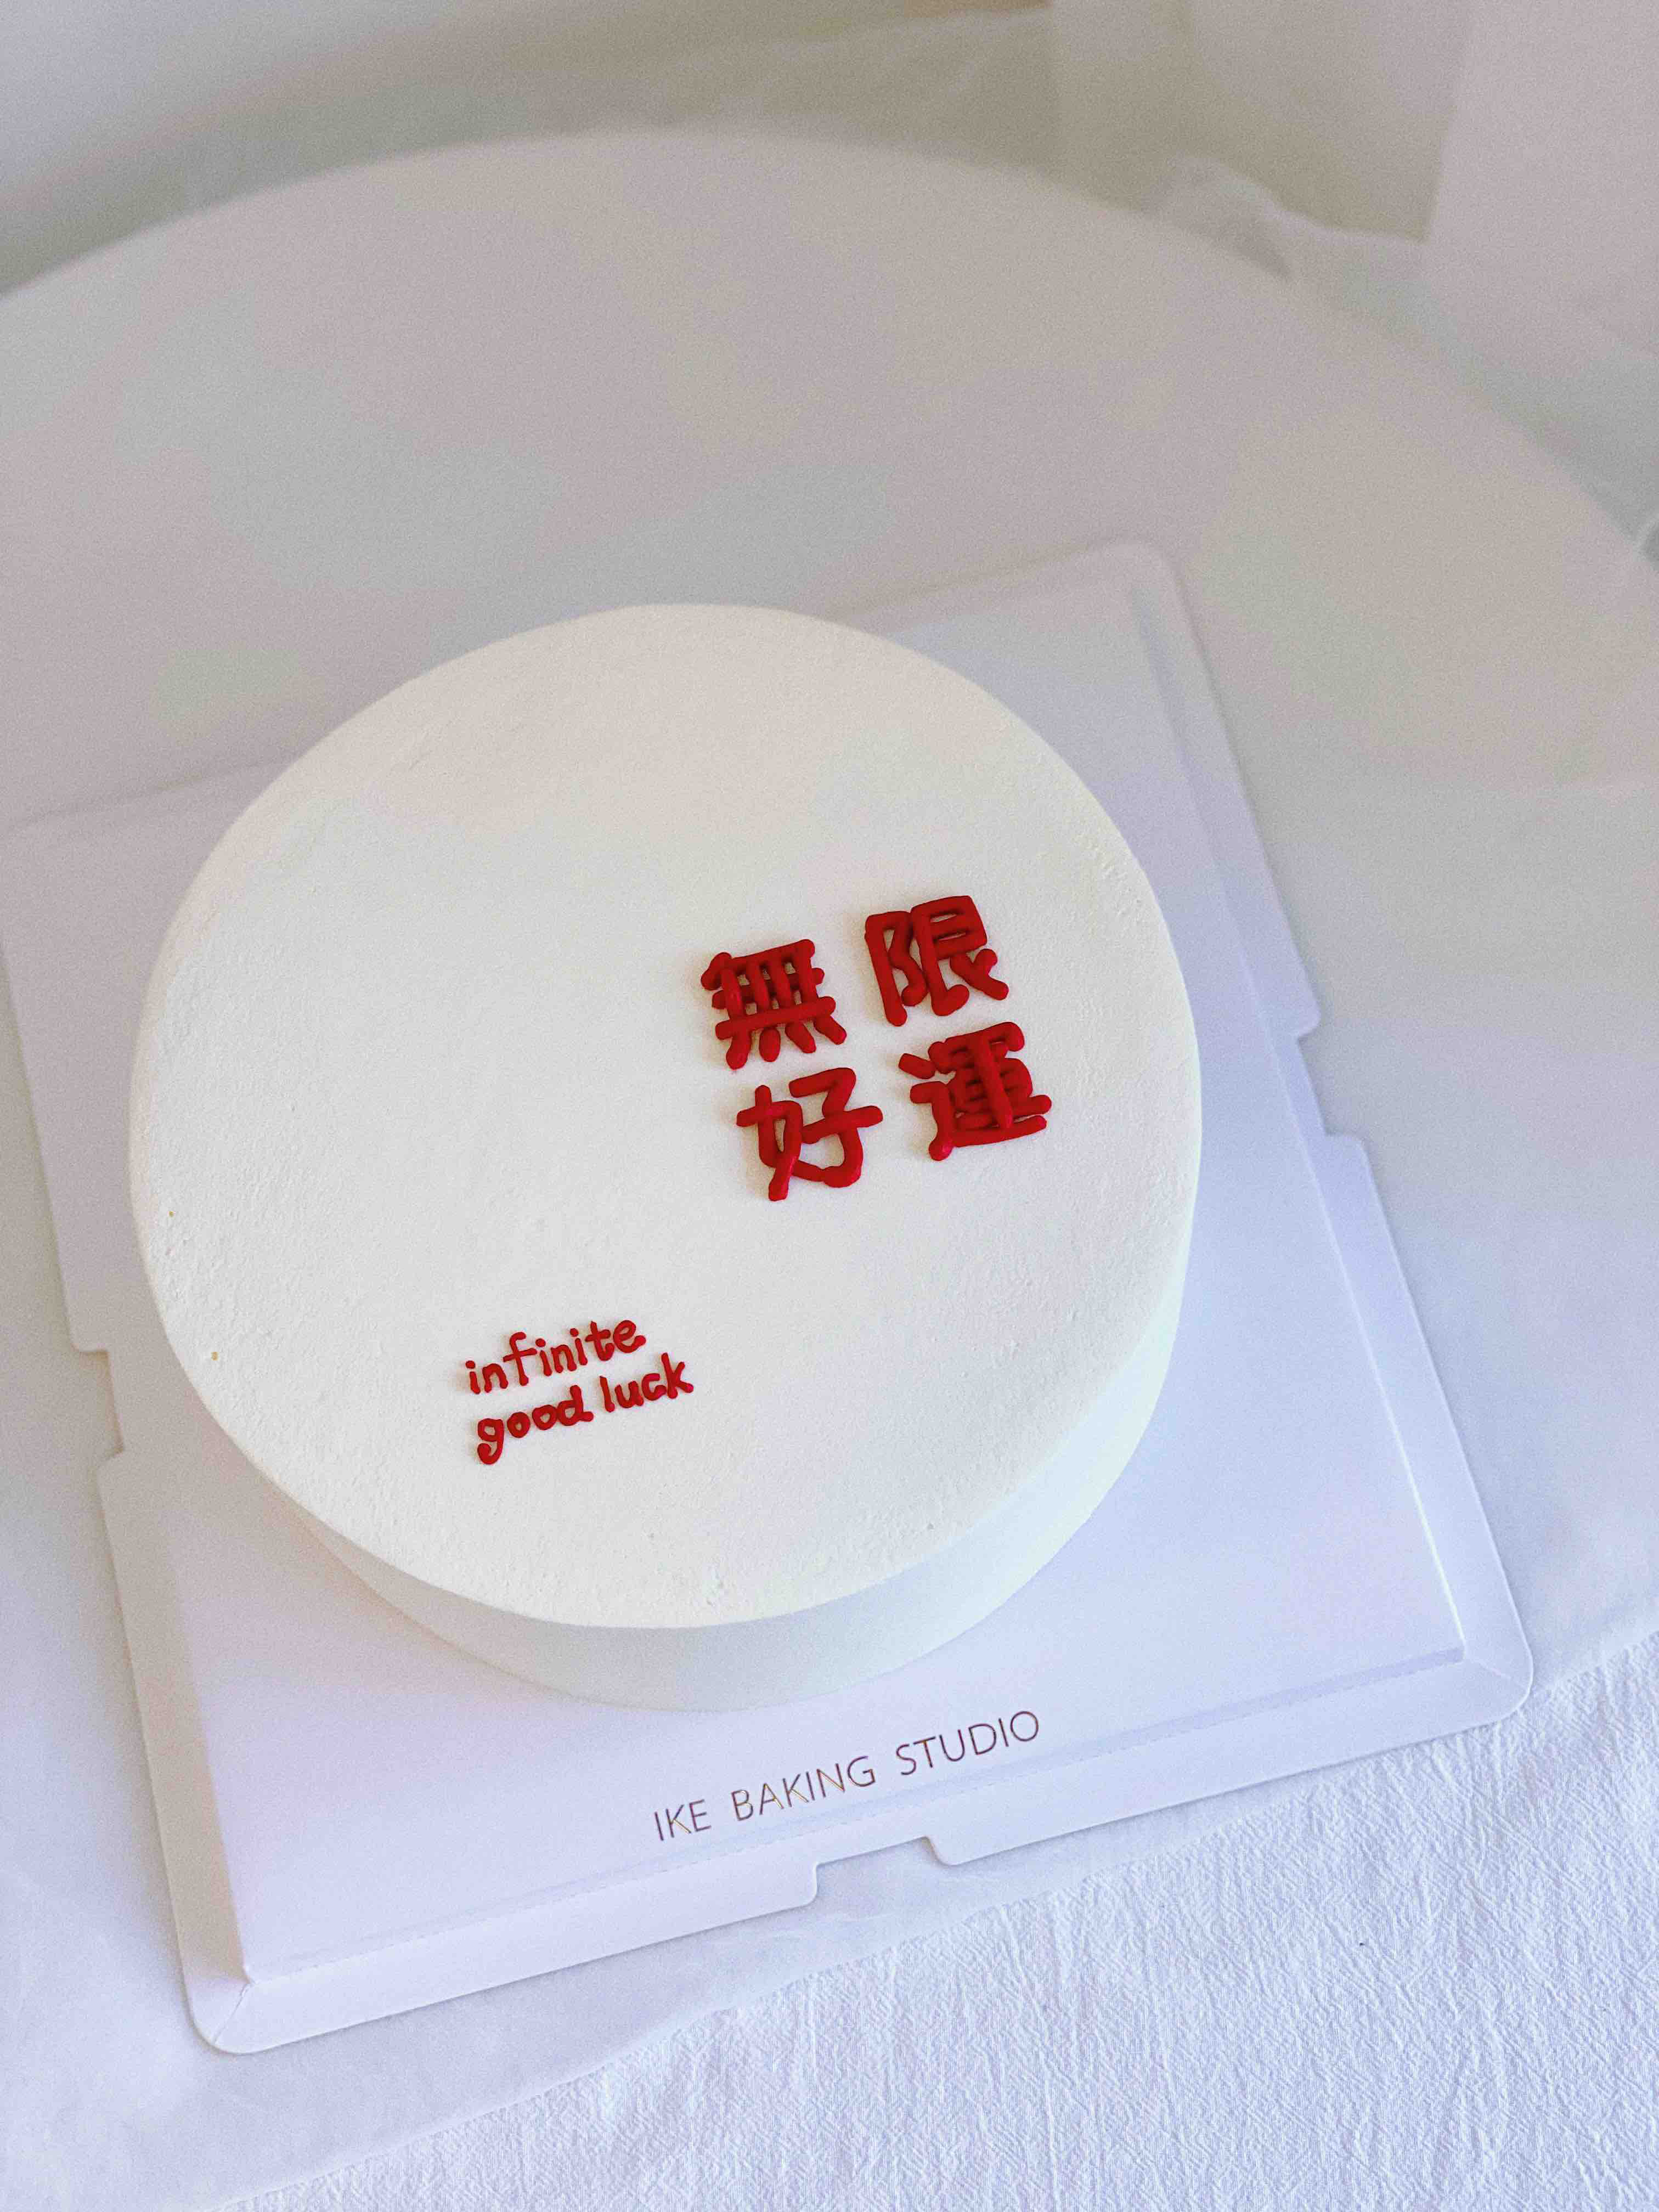 無限
好運
infinite
good luck
IKE BAKING STUDIO